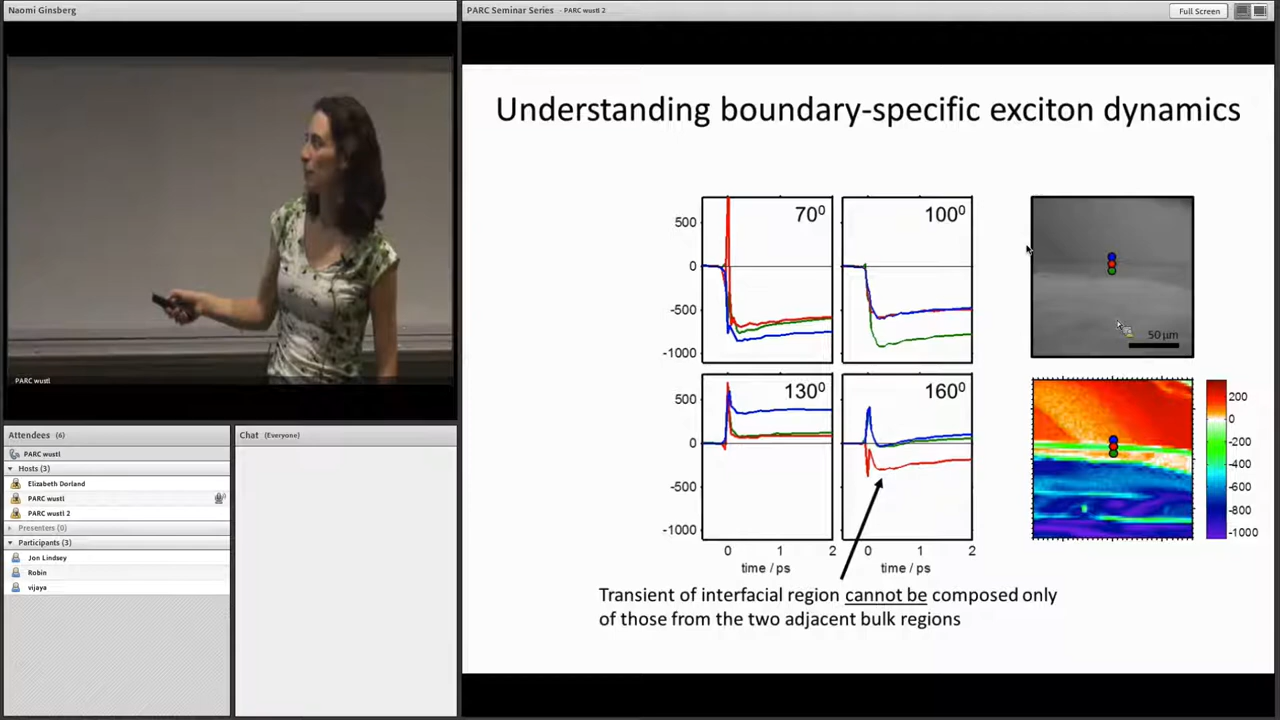 Naomi Ginsberg
PARC Seminar Series - PARC wustl 2
Full Screen
Understanding boundary-specific exciton dynamics
70⁰
100⁰
500
0
-500
-1000
50 µm
130⁰
160⁰
500
0
-500
-1000
0
1
2
0
1
2
time / ps
time / ps
200
0
-200
-400
-600
-800
-1000
Transient of interfacial region cannot be composed only
of those from the two adjacent bulk regions
PARC wustl
Attendees (6)
PARC wustl
Hosts (3)
Elizabeth Dorland
PARC wustl
PARC wustl 2
Presenters (0)
Participants (3)
Jon Lindsey
Robin
vijaya
Chat (Everyone)